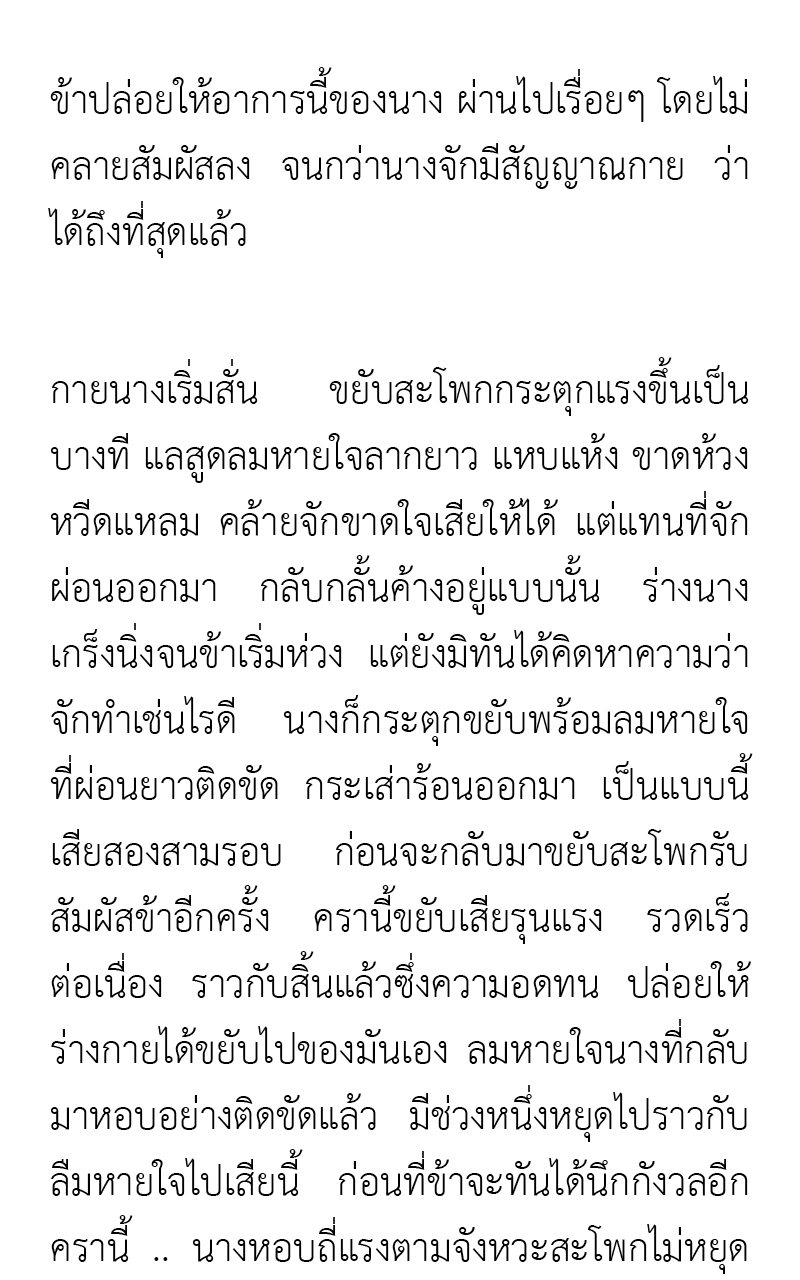 ข้าปล่อยให้อาการนี้ของนาง ผ่านไปเรื่อยๆ โดยไม่
คลายสัมผัสลง จนกว่านางจักมีสัญญาณกาย ว่า
ได้ถึงที่สุดแล้ว
กายนางเริ่มสั่น ขยับสะโพกกระตุกแรงขึ้นเป็น
บางที แลสูดลมหายใจลากยาว แหบแห้ง ขาดห้วง
หวีดแหลม คล้ายจักขาดใจเสียให้ได้ แต่แทนที่จัก
ผ่อนออกมา กลับกลั้นค้างอยู่แบบนั้น ร่างนาง
เกร็งนิ่งจนข้าเริ่มห่วง แต่ยังมิทันได้คิดหาความว่า
จักทำเช่นไรดี นางก็กระตุกขยับพร้อมลมหายใจ
ที่ผ่อนยาวติดขัด กระเส่าร้อนออกมา เป็นแบบนี้
เสียสองสามรอบ ก่อนจะกลับมาขยับสะโพกรับ
สัมผัสข้าอีกครั้ง ครานี้ขยับเสียรุนแรง รวดเร็ว
ต่อเนื่อง ราวกับสิ้นแล้วซึ่งความอดทน ปล่อยให้
ร่างกายได้ขยับไปของมันเอง ลมหายใจนางที่กลับ
มาหอบอย่างติดขัดแล้ว มีช่วงหนึ่งหยุดไปราวกับ
ลืมหายใจไปเสียนี้ ก่อนที่ข้าจะทันได้นึกกังวลอีก
ครานี้ .. นางหอบถี่แรงตามจังหวะสะโพกไม่หยุด